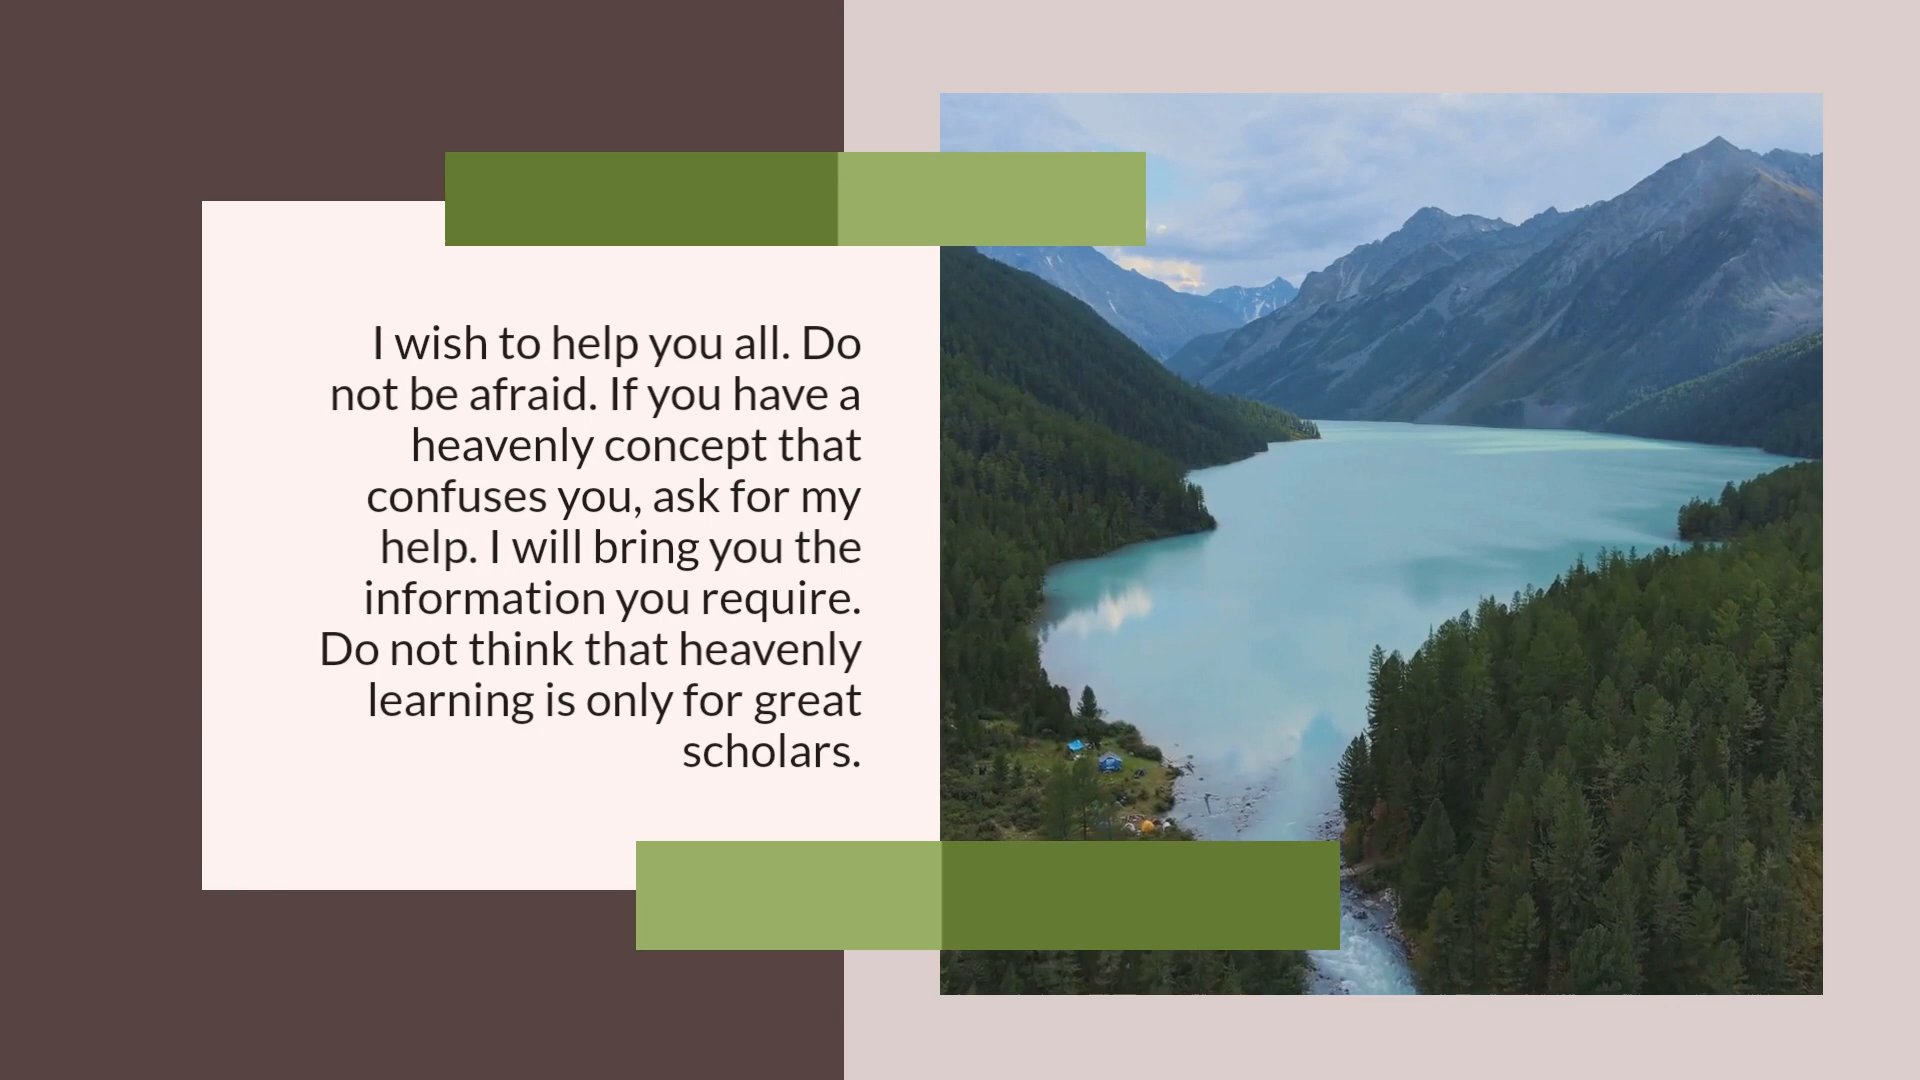 I wish to help you all. Do
not be afraid. If you have a
heavenly concept that
confuses you, ask for my
help. I will bring you the
information you require.
Do not think that heavenly
learning is only for great
scholars.